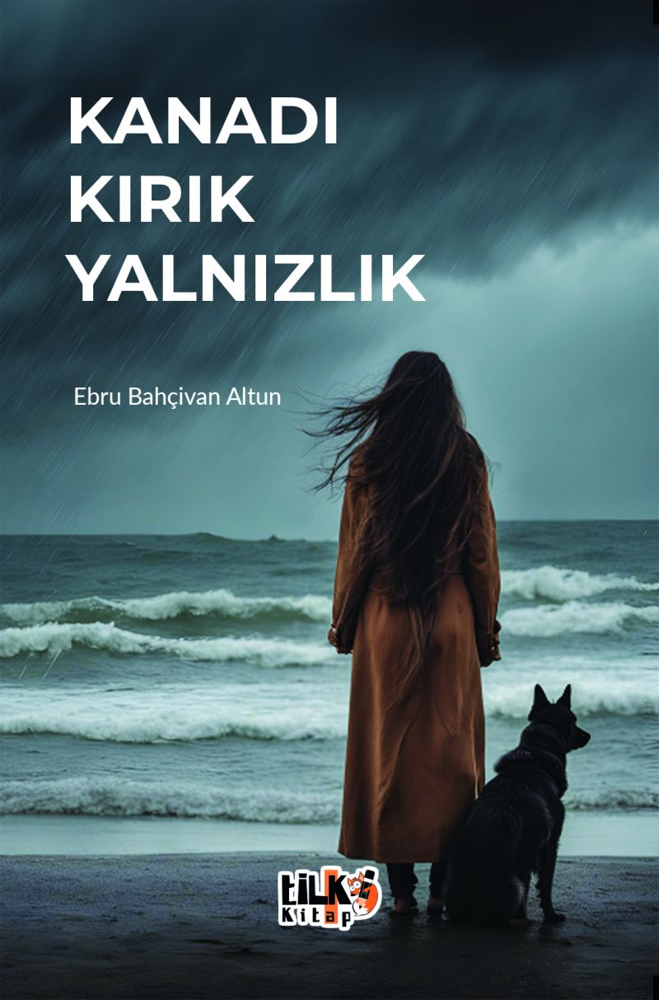 KANADI
KIRIK
YALNIZLIK
Ebru Bahçivan Altun
tiLKi
Kitap